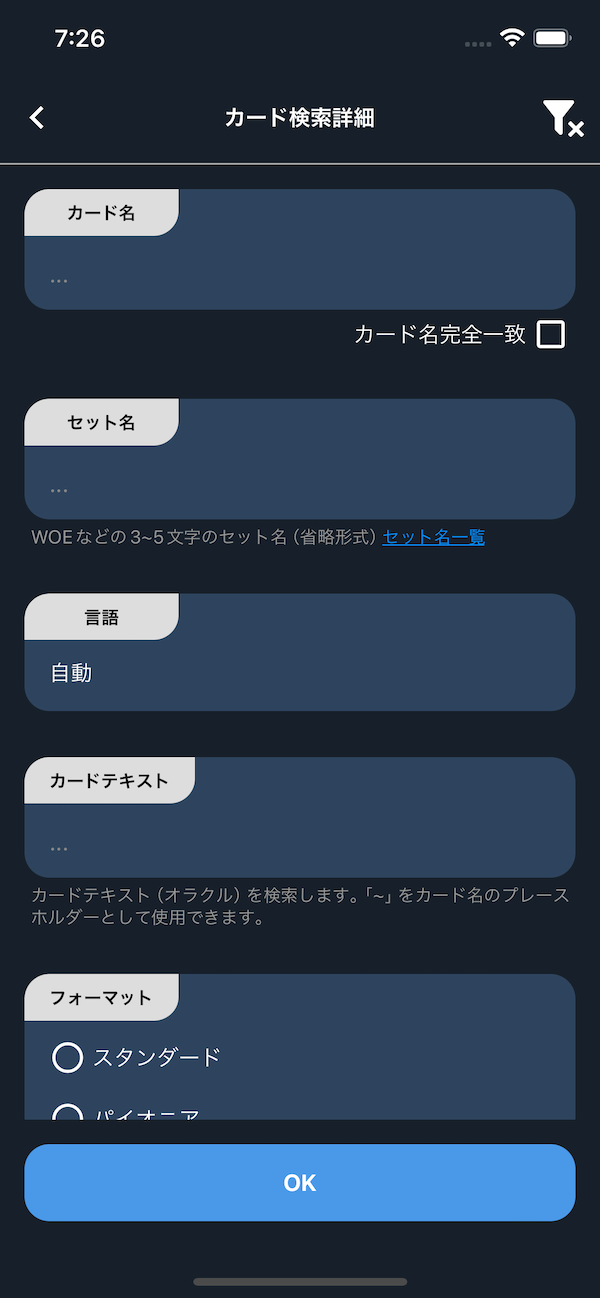 7:26
カード検索詳細
カード名
...
カード名完全一致
セット名
...
WOEなどの3~5文字のセット名（省略形式）セット名一覧
言語
自動
カードテキスト
...
カードテキスト（オラクル）を検索します。「~」をカード名のプレース
ホルダーとして使用できます。
フォーマット
スタンダード
パイオニア
OK